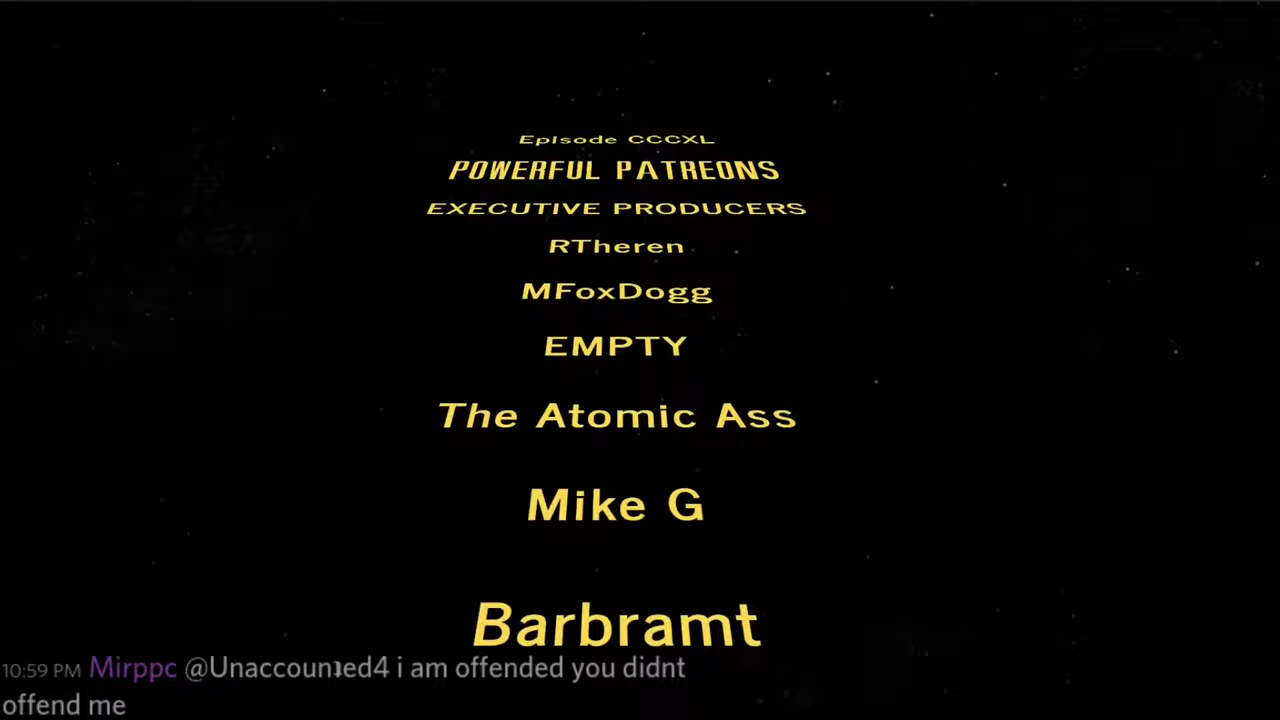 Episode CCCXL
POWERFUL PATREONS
EXECUTIVE PRODUCERS
RTheren
MFoxDogg
EMPTY
The Atomic Ass
Mike G
Barbramt
10:59 PM Mirppc @Unaccounted4 i am offended you didnt
offend me